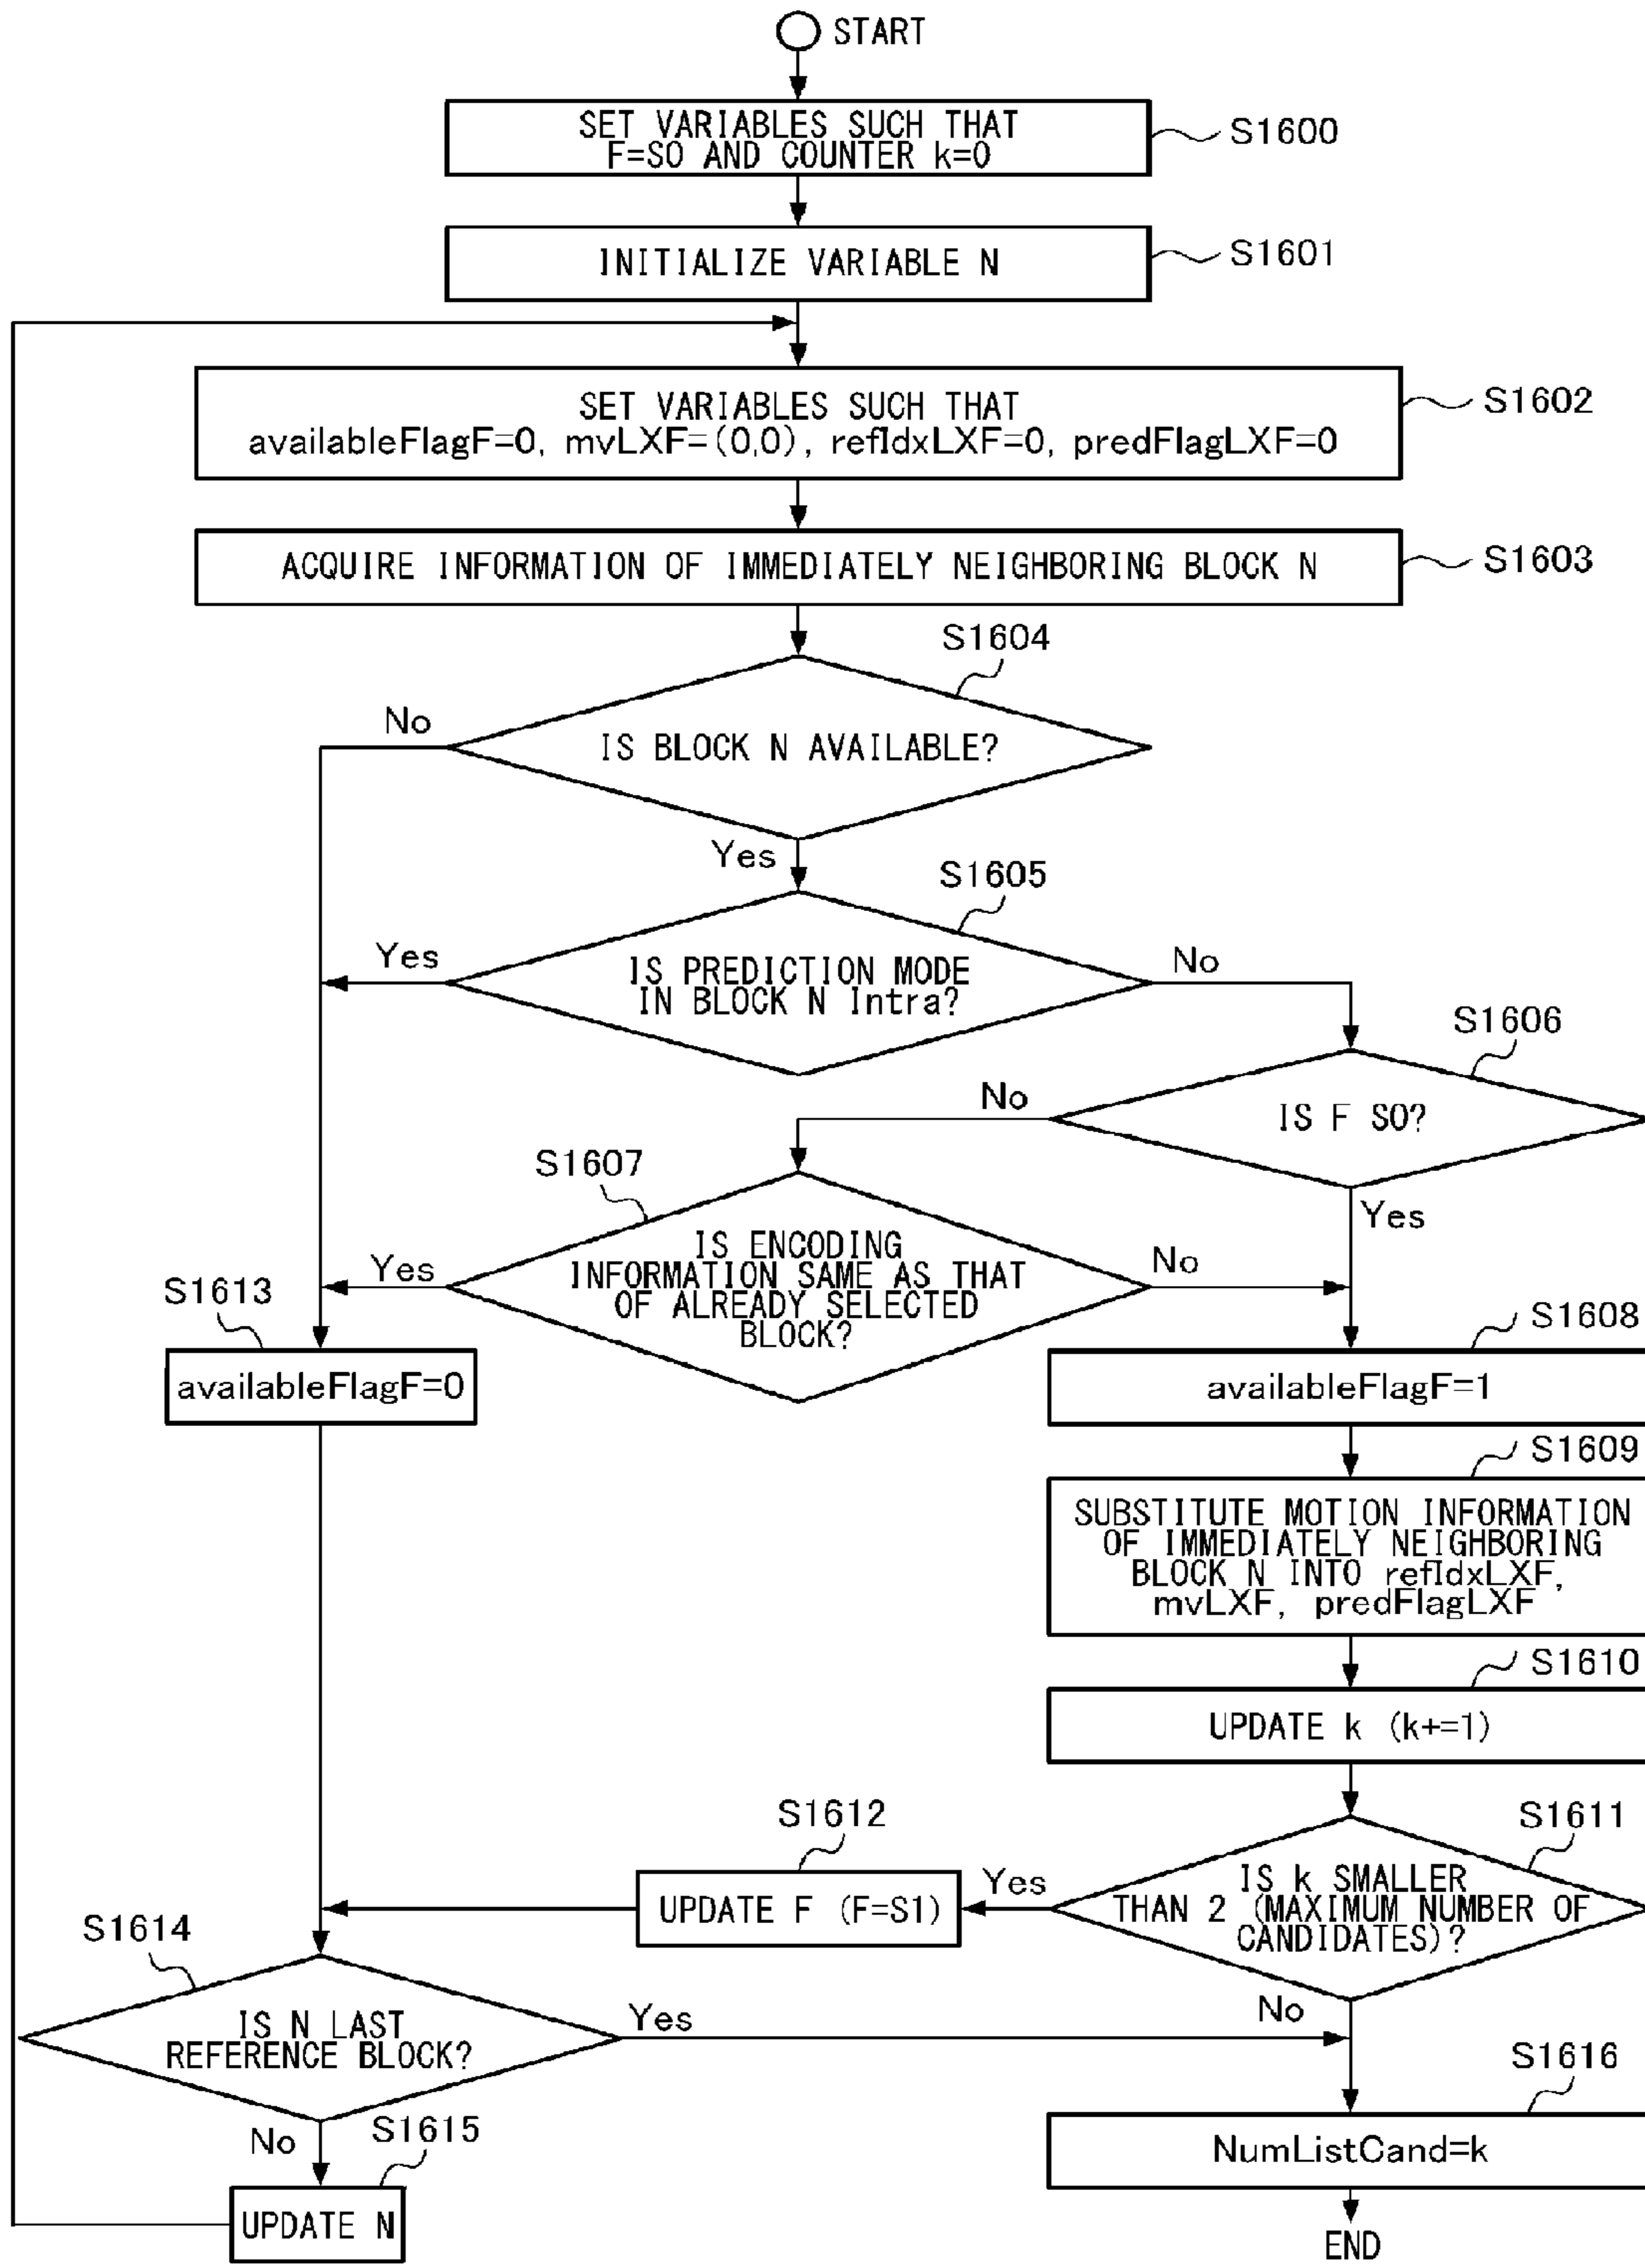 START
SET VARIABLES SUCH THAT
F=S0 AND COUNTER k=0
S1600
INITIALIZE VARIABLE N
S1601
SET VARIABLES SUCH THAT
availableFlagF=0, mvLXF=(0,0), refIdxLXF=0, predFlagLXF=0
S1602
ACQUIRE INFORMATION OF IMMEDIATELY NEIGHBORING BLOCK N
S1603
S1604
No
IS BLOCK N AVAILABLE?
Yes
S1605
Yes
IS PREDICTION MODE
IN BLOCK N Intra?
No
S1606
No
IS F S0?
Yes
S1607
Yes
IS ENCODING
INFORMATION SAME AS THAT
OF ALREADY SELECTED
BLOCK?
No
S1613
availableFlagF=0
S1608
availableFlagF=1
S1609
SUBSTITUTE MOTION INFORMATION
OF IMMEDIATELY NEIGHBORING
BLOCK N INTO refIdxLXF,
mvLXF, predFlagLXF
S1610
UPDATE k (k+=1)
S1611
IS k SMALLER
THAN 2 (MAXIMUM NUMBER OF
CANDIDATES)?
Yes
No
S1612
UPDATE F (F=S1)
S1614
IS N LAST
REFERENCE BLOCK?
Yes
No
S1615
UPDATE N
S1616
NumListCand=k
END